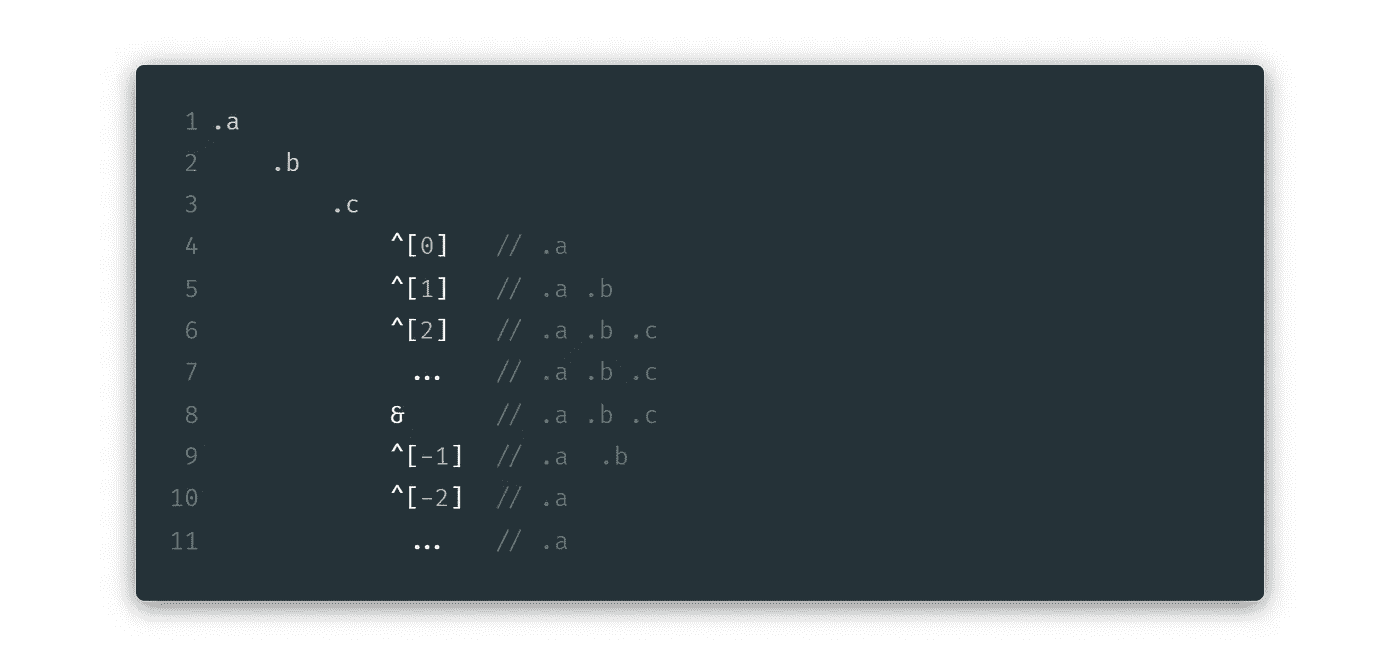 1 .a
2     .b
3         .c
4             ^[0]   // .a
5             ^[1]   // .a .b
6             ^[2]   // .a .b .c
7              ...   // .a .b .c
8             &      // .a .b .c
9             ^[-1]  // .a  .b
10             ^[-2]  // .a
11              ...   // .a